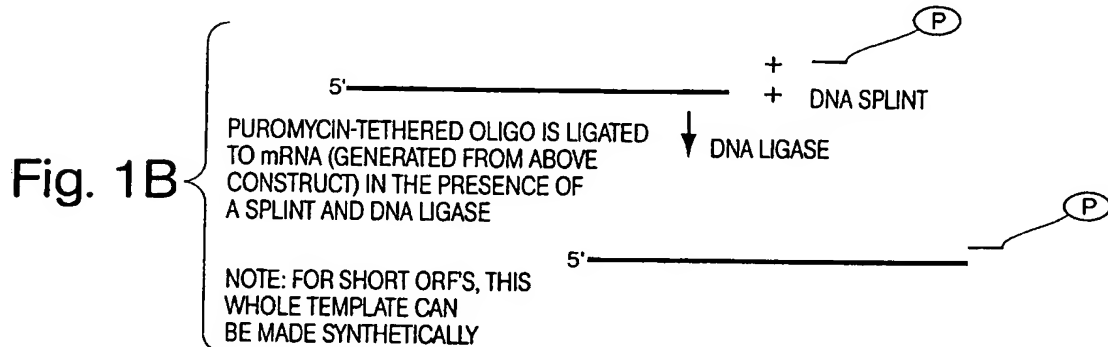 P
+
5'
+ DNA SPLINT
PUROMYCIN-TETHERED OLIGO IS LIGATED
TO mRNA (GENERATED FROM ABOVE
CONSTRUCT) IN THE PRESENCE OF
A SPLINT AND DNA LIGASE
DNA LIGASE
Fig. 1B
P
5'
NOTE: FOR SHORT ORF'S, THIS
WHOLE TEMPLATE CAN
BE MADE SYNTHETICALLY